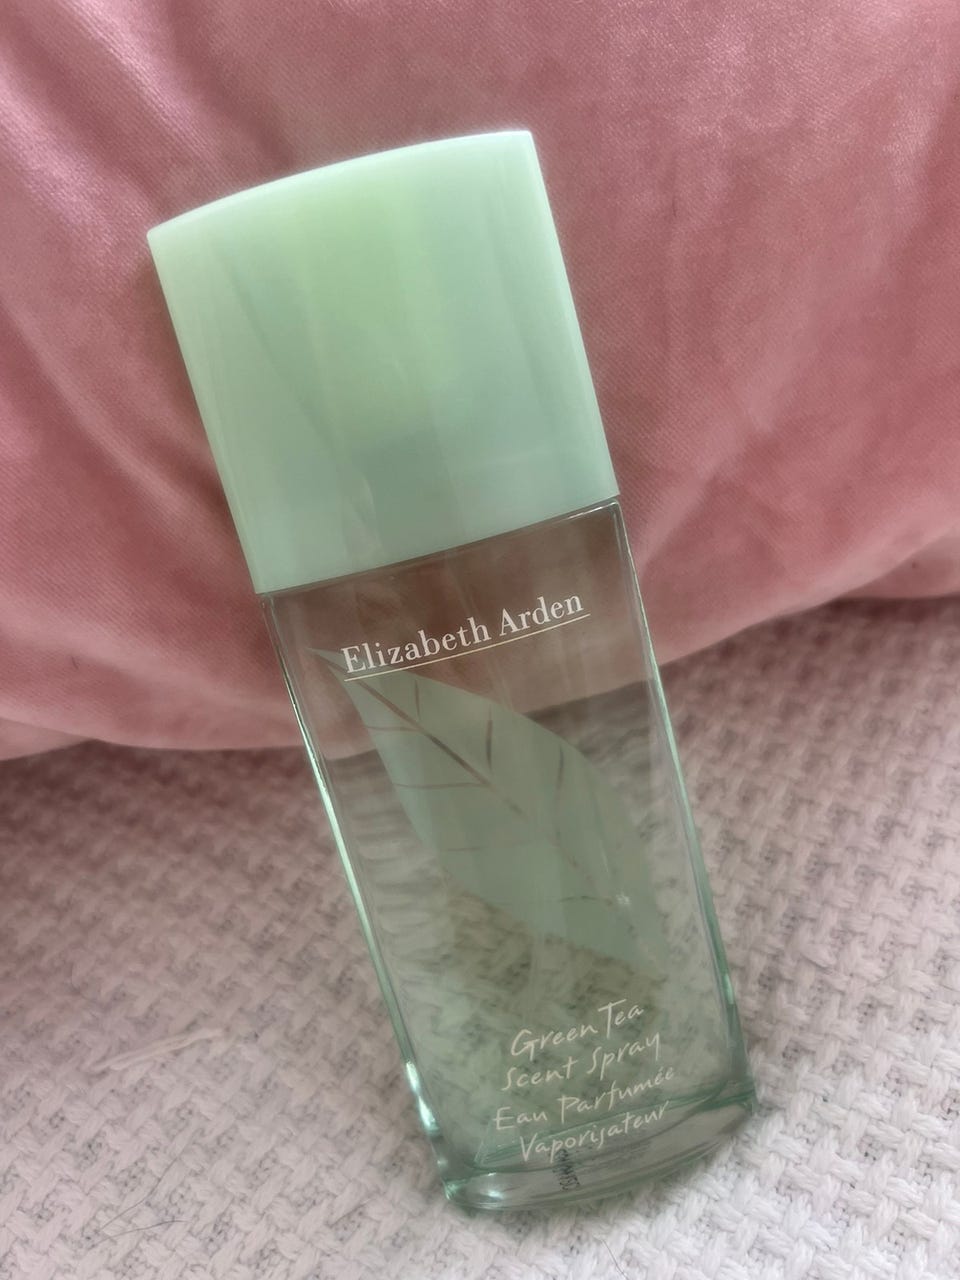 Elizabeth Arden
Green Tea
Scent Spray
Eau Parfumée
Vaporisateur